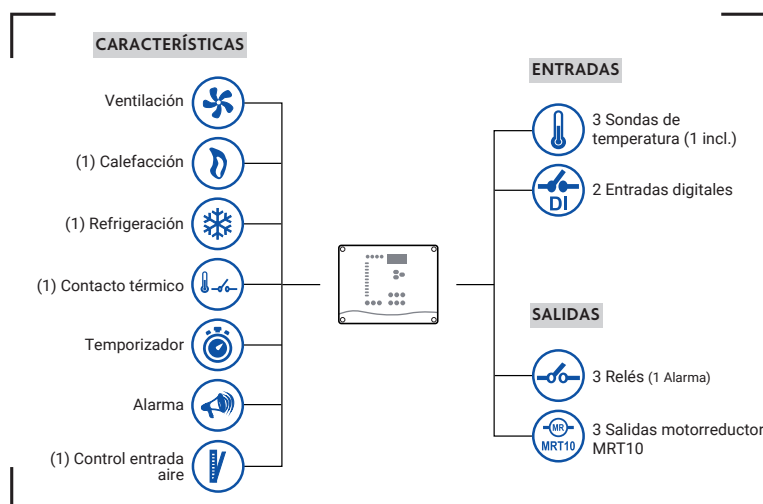 CARACTERÍSTICAS
Ventilación
(1) Calefacción
(1) Refrigeración
(1) Contacto térmico
Temporizador
Alarma
(1) Control entrada
aire
ENTRADAS
3 Sondas de
temperatura (1 incl.)
DI
2 Entradas digitales
SALIDAS
3 Relés (1 Alarma)
MR
MRT10
3 Salidas motorreductor
MRT10